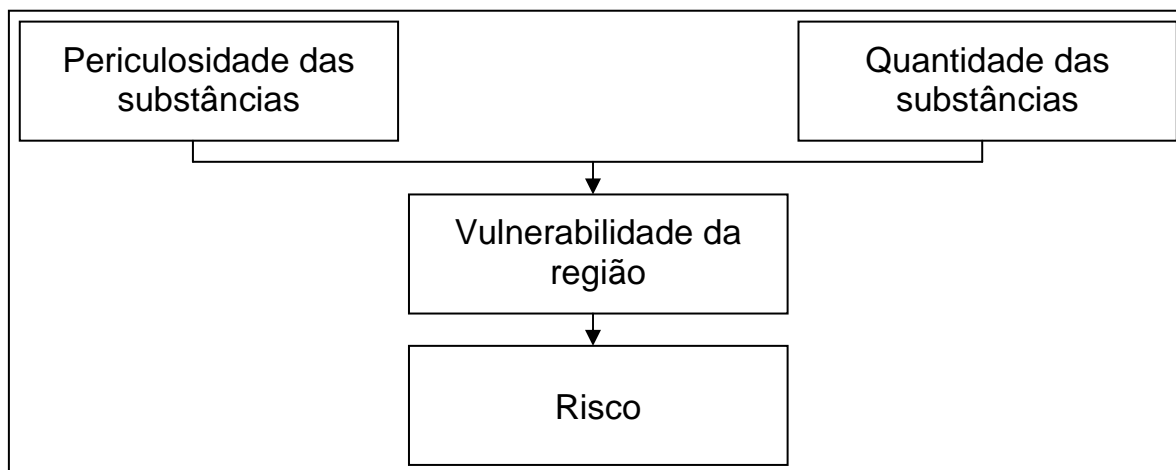 Periculosidade das
substâncias
Quantidade das
substâncias
Vulnerabilidade da
região
Risco